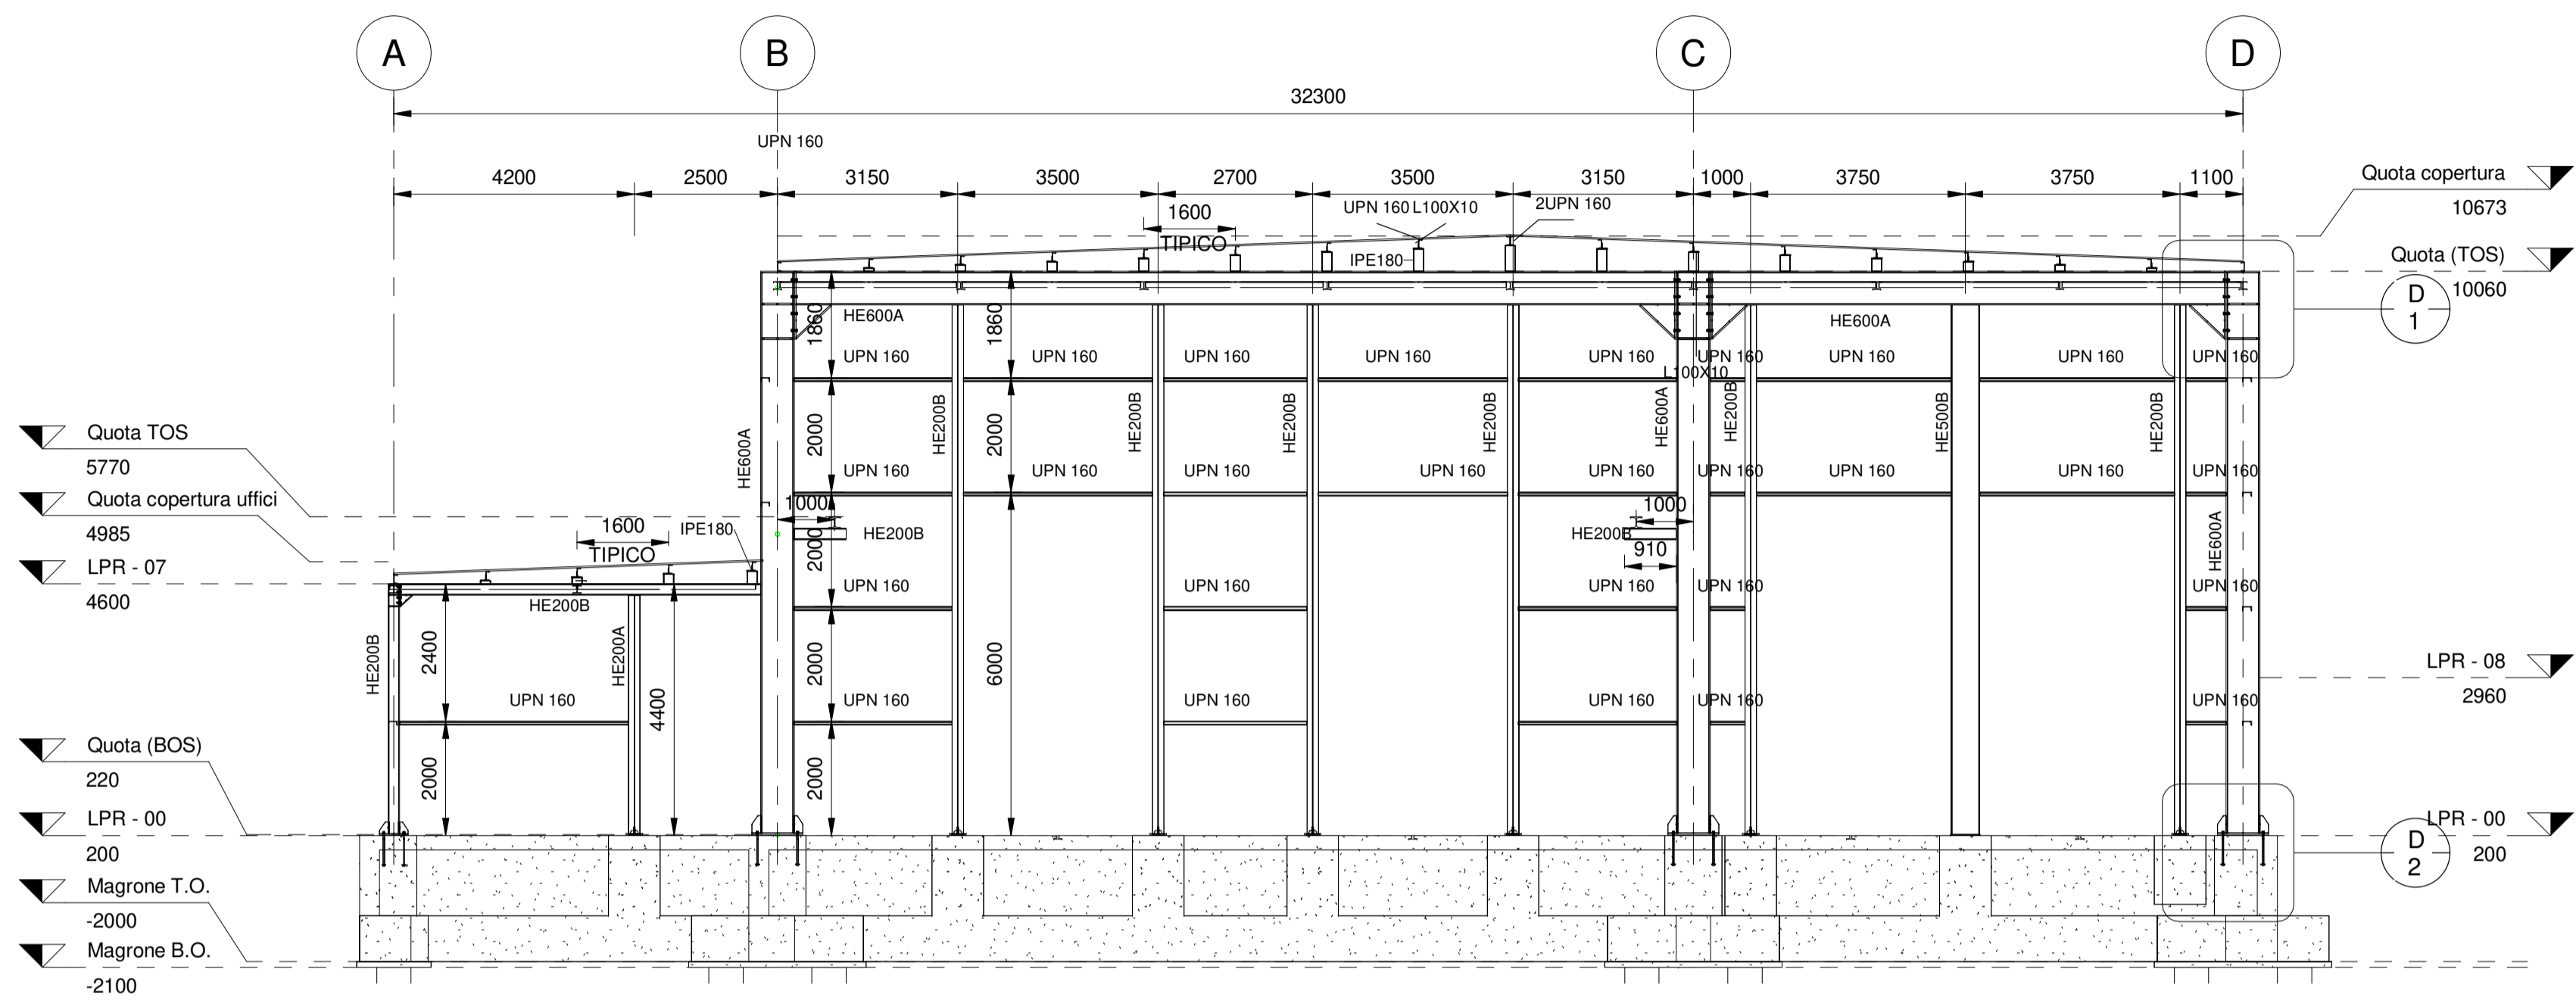 A
B
C
D
32300
UPN 160
4200
2500
3150
3500
2700
3500
3150
1000
3750
3750
1100
Quota copertura
10673
1600
TIPICO
UPN 160 L100X10
2UPN 160
IPE180
Quota (TOS)
10060
D
1
1860
HE600A
1860
HE600A
UPN 160
UPN 160
UPN 160
UPN 160
UPN 160
UPN 160
UPN 160
UPN 160
UPN 160
L100X10
2000
HE200B
2000
HE200B
HE200B
HE200B
HE600A
HE200B
HE500B
HE200B
Quota TOS
5770
HE600A
UPN 160
UPN 160
UPN 160
UPN 160
UPN 160
UPN 160
UPN 160
UPN 160
UPN 160
Quota copertura uffici
4985
1000
1000
1600
TIPICO
IPE180
HE200B
HE200B
910
2000
HE600A
LPR - 07
4600
HE200B
UPN 160
UPN 160
UPN 160
UPN 160
UPN 160
HE200B
2400
HE200A
4400
2000
6000
LPR - 08
2960
UPN 160
UPN 160
UPN 160
UPN 160
UPN 160
UPN 160
Quota (BOS)
220
2000
2000
LPR - 00
200
LPR - 00
200
D
2
Magrone T.O.
-2000
Magrone B.O.
-2100